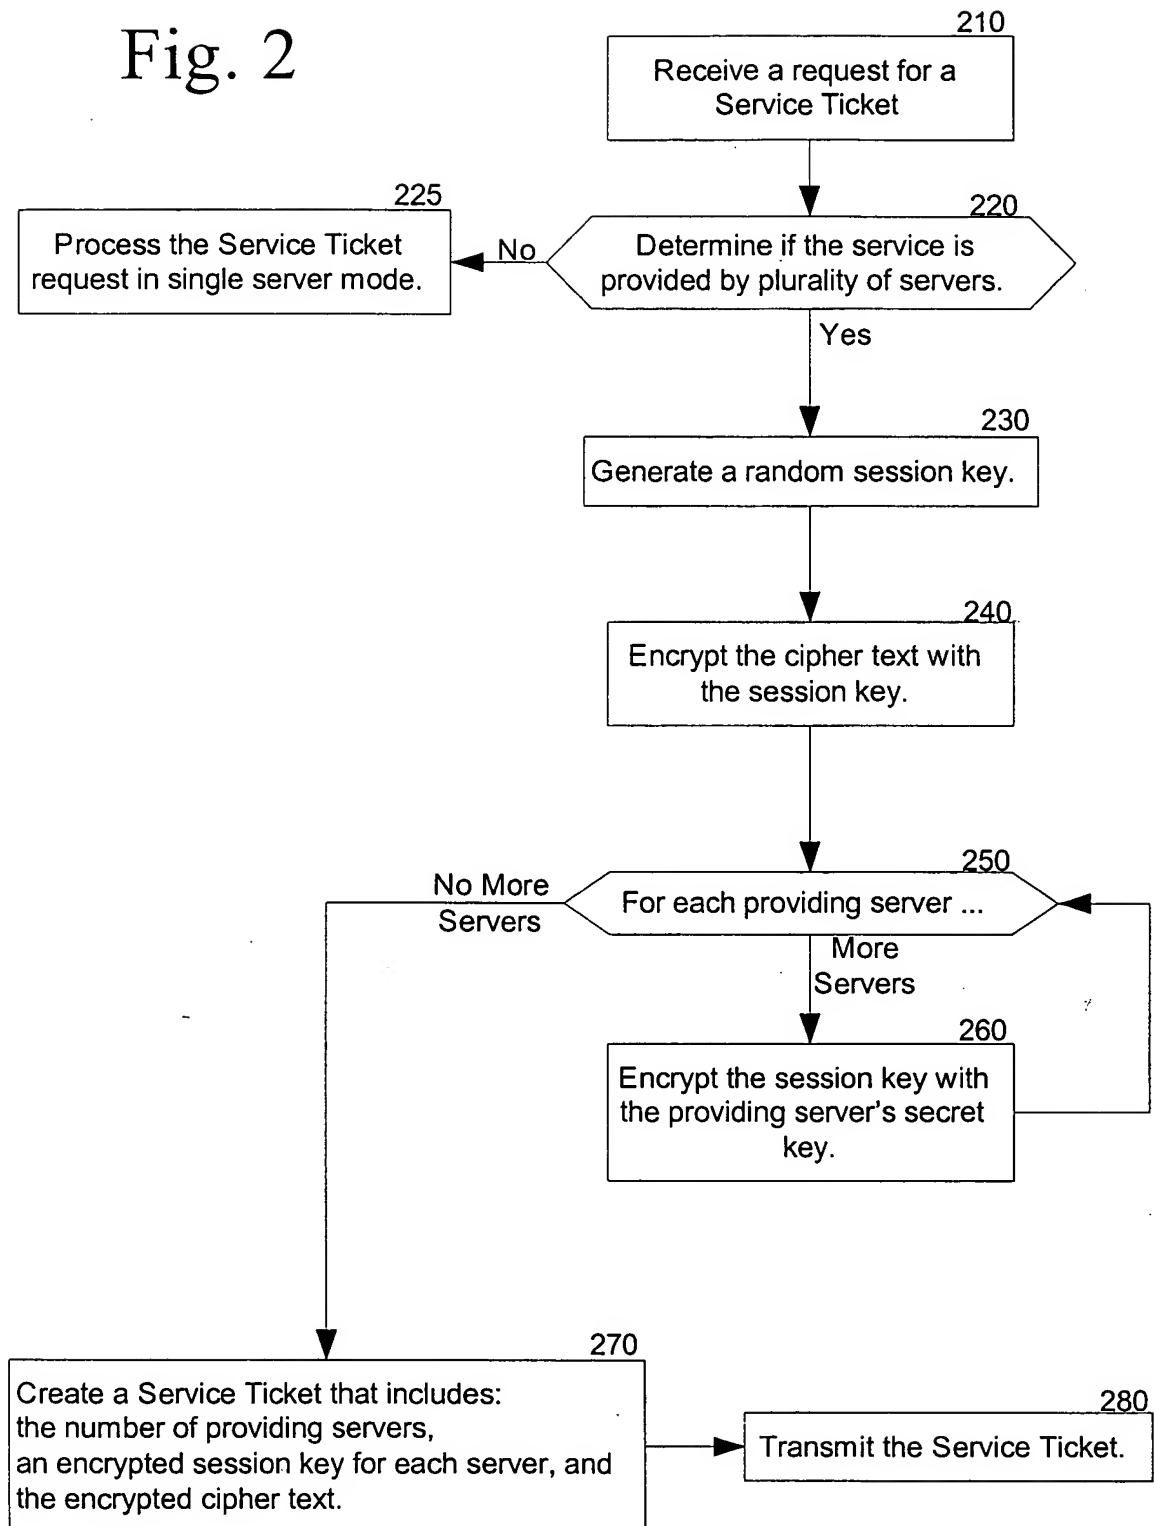 Fig. 2
210
Receive a request for a
Service Ticket
225
Process the Service Ticket
request in single server mode.
No
220
Determine if the service is
provided by plurality of servers.
Yes
230
Generate a random session key.
240
Encrypt the cipher text with
the session key.
250
For each providing server ...
No More
Servers
More
Servers
260
Encrypt the session key with
the providing server's secret
key.
270
Create a Service Ticket that includes:
the number of providing servers,
an encrypted session key for each server, and
the encrypted cipher text.
280
Transmit the Service Ticket.